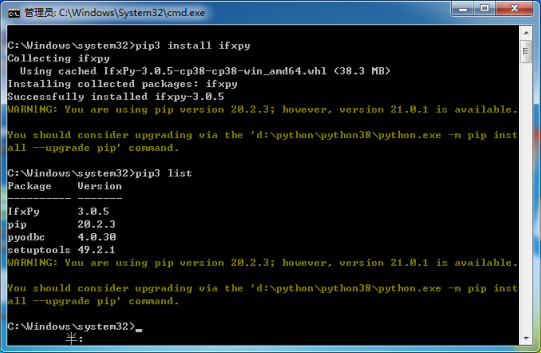 管理员: C:\Windows\System32\cmd.exe
C:\Windows\system32>pip3 install ifxpy
Collecting ifxpy
  Using cached IfxPy-3.0.5-cp38-cp38-win_amd64.whl (38.3 MB)
Installing collected packages: ifxpy
Successfully installed ifxpy-3.0.5
WARNING: You are using pip version 20.2.3; however, version 21.0.1 is available.
You should consider upgrading via the 'd:\python\python38\python.exe -m pip inst
all --upgrade pip' command.
C:\Windows\system32>pip3 list
Package    Version
---------- -------
IfxPy      3.0.5
pip        20.2.3
pyodbc     4.0.30
setuptools 49.2.1
WARNING: You are using pip version 20.2.3; however, version 21.0.1 is available.
You should consider upgrading via the 'd:\python\python38\python.exe -m pip inst
all --upgrade pip' command.
C:\Windows\system32>_
半: